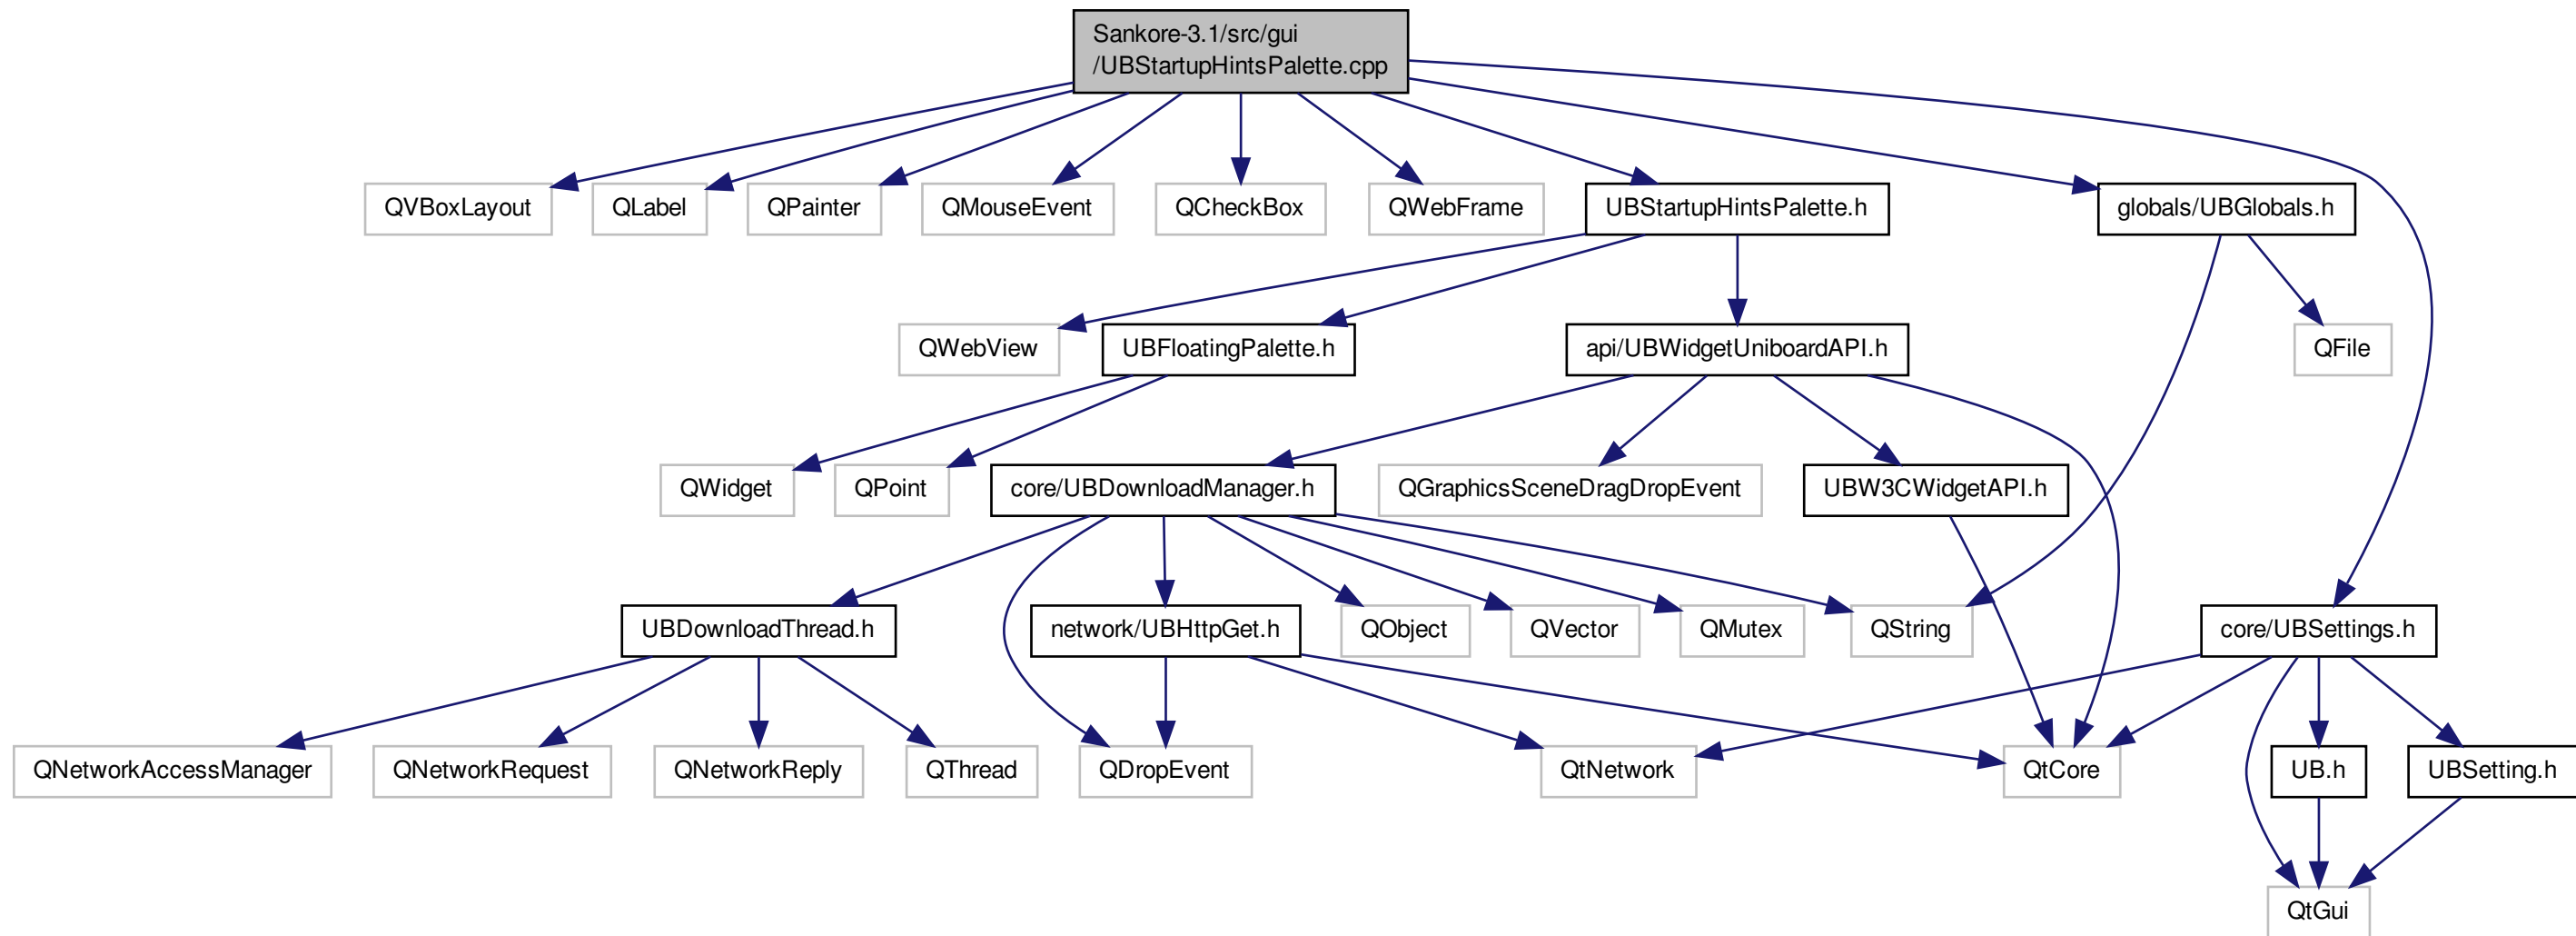 Sankore-3.1/src/gui
/UBStartupHintsPalette.cpp
QVBoxLayout
QLabel
QPainter
QMouseEvent
QCheckBox
QWebFrame
UBStartupHintsPalette.h
globals/UBGlobals.h
QWebView
UBFloatingPalette.h
api/UBWidgetUniboardAPI.h
QFile
QWidget
QPoint
core/UBDownloadManager.h
QGraphicsSceneDragDropEvent
UBW3CWidgetAPI.h
UBDownloadThread.h
network/UBHttpGet.h
QObject
QVector
QMutex
QString
core/UBSettings.h
QNetworkAccessManager
QNetworkRequest
QNetworkReply
QThread
QDropEvent
QtNetwork
QtCore
UB.h
UBSetting.h
QtGui